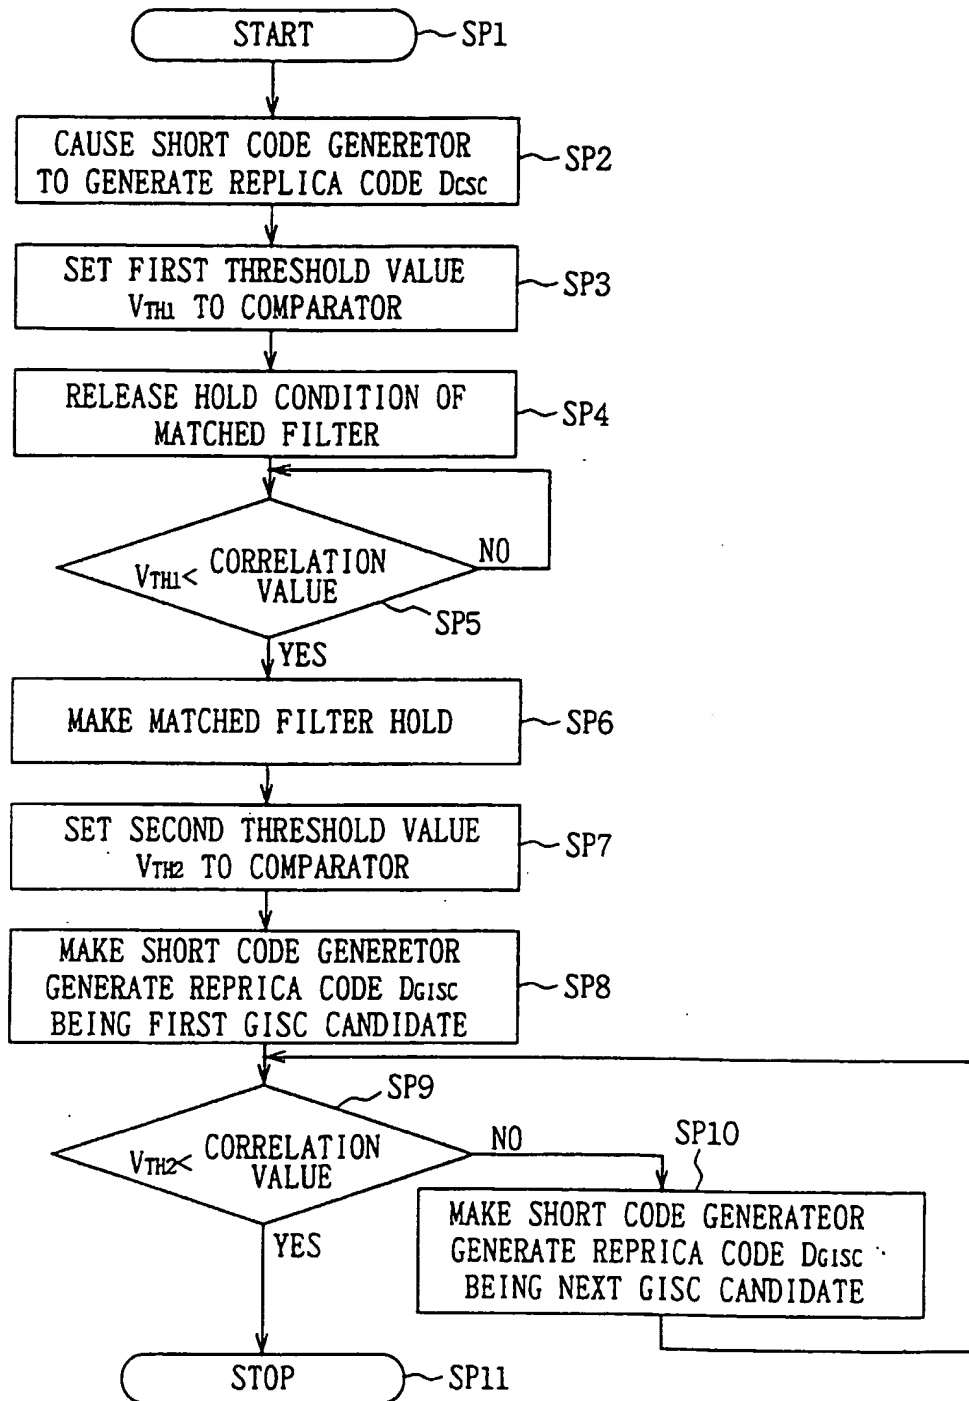 START
SP1
CAUSE SHORT CODE GENERETOR
TO GENERATE REPLICA CODE DCSC
SP2
SET FIRST THRESHOLD VALUE
VTH1 TO COMPARATOR
SP3
RELEASE HOLD CONDITION OF
MATCHED FILTER
SP4
VTH1< CORRELATION
VALUE
NO
SP5
YES
MAKE MATCHED FILTER HOLD
SP6
SET SECOND THRESHOLD VALUE
VTH2 TO COMPARATOR
SP7
MAKE SHORT CODE GENERETOR
GENERATE REPRICA CODE DGISC
BEING FIRST GISC CANDIDATE
SP8
SP9
VTH2< CORRELATION
VALUE
NO
SP10
MAKE SHORT CODE GENERATEOR
GENERATE REPRICA CODE DGISC
BEING NEXT GISC CANDIDATE
YES
STOP
SP11